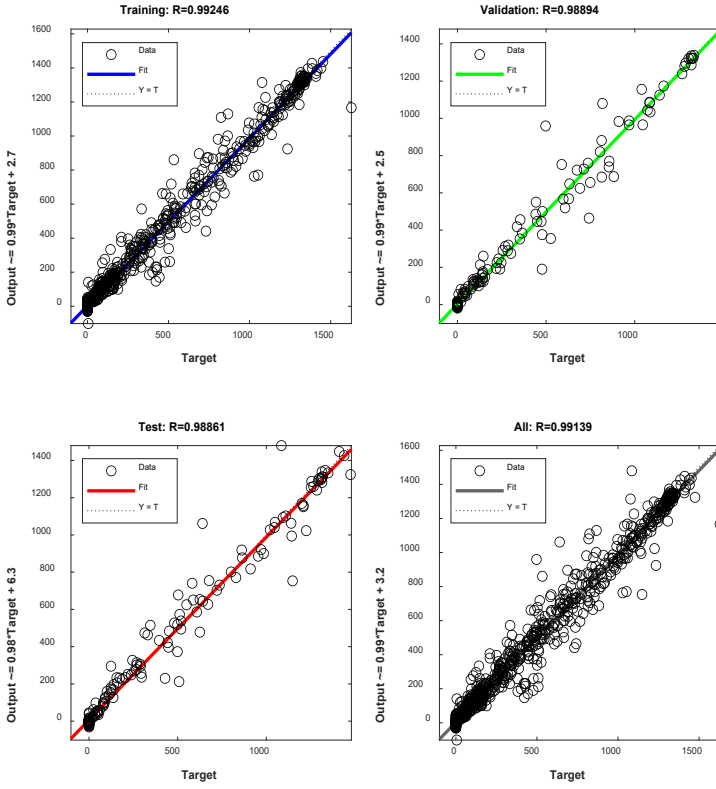 Training: R=0.99246
Output ~= 0.99*Target + 2.7
1600
1400
1200
1000
800
600
400
200
0
Data
Fit
Y = T
0
500
1000
1500
Target
Validation: R=0.98894
Output ~= 0.99*Target + 2.5
1400
1200
1000
800
600
400
200
0
Data
Fit
Y = T
0
500
1000
Target
Test: R=0.98861
Output ~= 0.98*Target + 6.3
1400
1200
1000
800
600
400
200
0
Data
Fit
Y = T
0
500
1000
Target
All: R=0.99139
Output ~= 0.99*Target + 3.2
1600
1400
1200
1000
800
600
400
200
0
Data
Fit
Y = T
0
500
1000
1500
Target